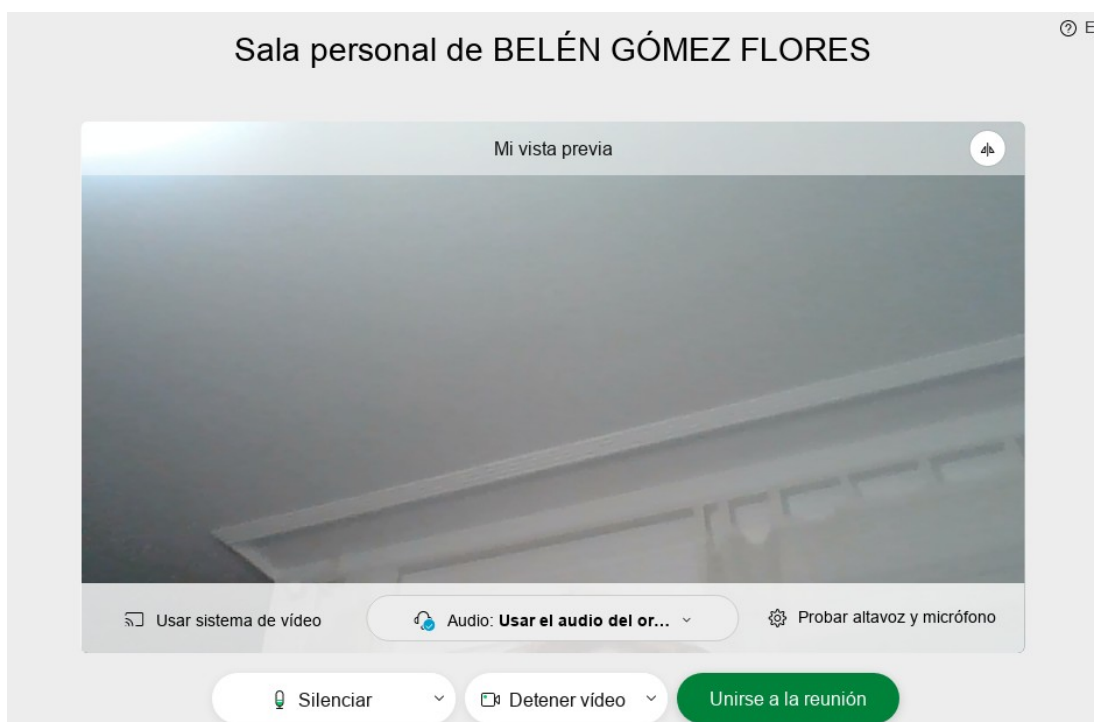 E
Sala personal de BELÉN GÓMEZ FLORES
Mi vista previa
Usar sistema de vídeo
Audio: Usar el audio del or...
Probar altavoz y micrófono
Silenciar
Detener vídeo
Unirse a la reunión